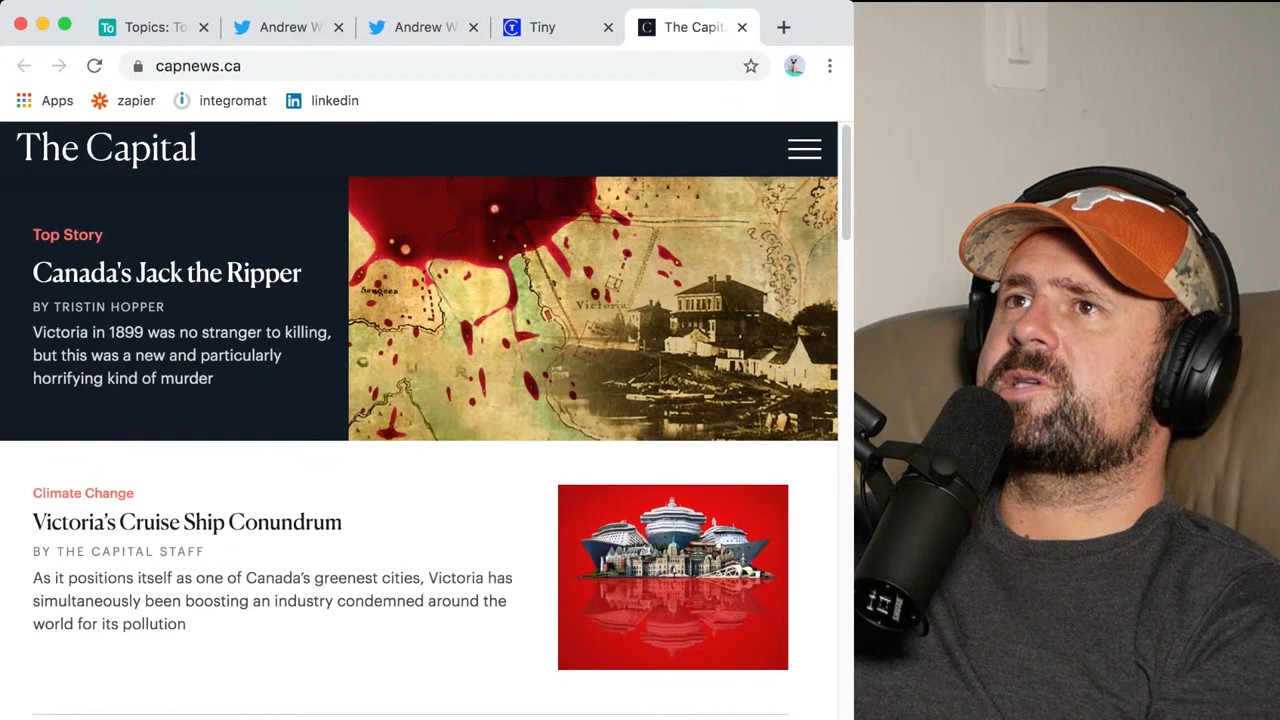 Topics: To
Andrew W
Andrew W
Tiny
The Capit
capnews.ca
Apps
zapier
integromat
linkedin
The Capital
Top Story
Canada's Jack the Ripper
BY TRISTIN HOPPER
Victoria in 1899 was no stranger to killing,
but this was a new and particularly
horrifying kind of murder
Victoria
Climate Change
Victoria's Cruise Ship Conundrum
BY THE CAPITAL STAFF
As it positions itself as one of Canada's greenest cities, Victoria has
simultaneously been boosting an industry condemned around the
world for its pollution